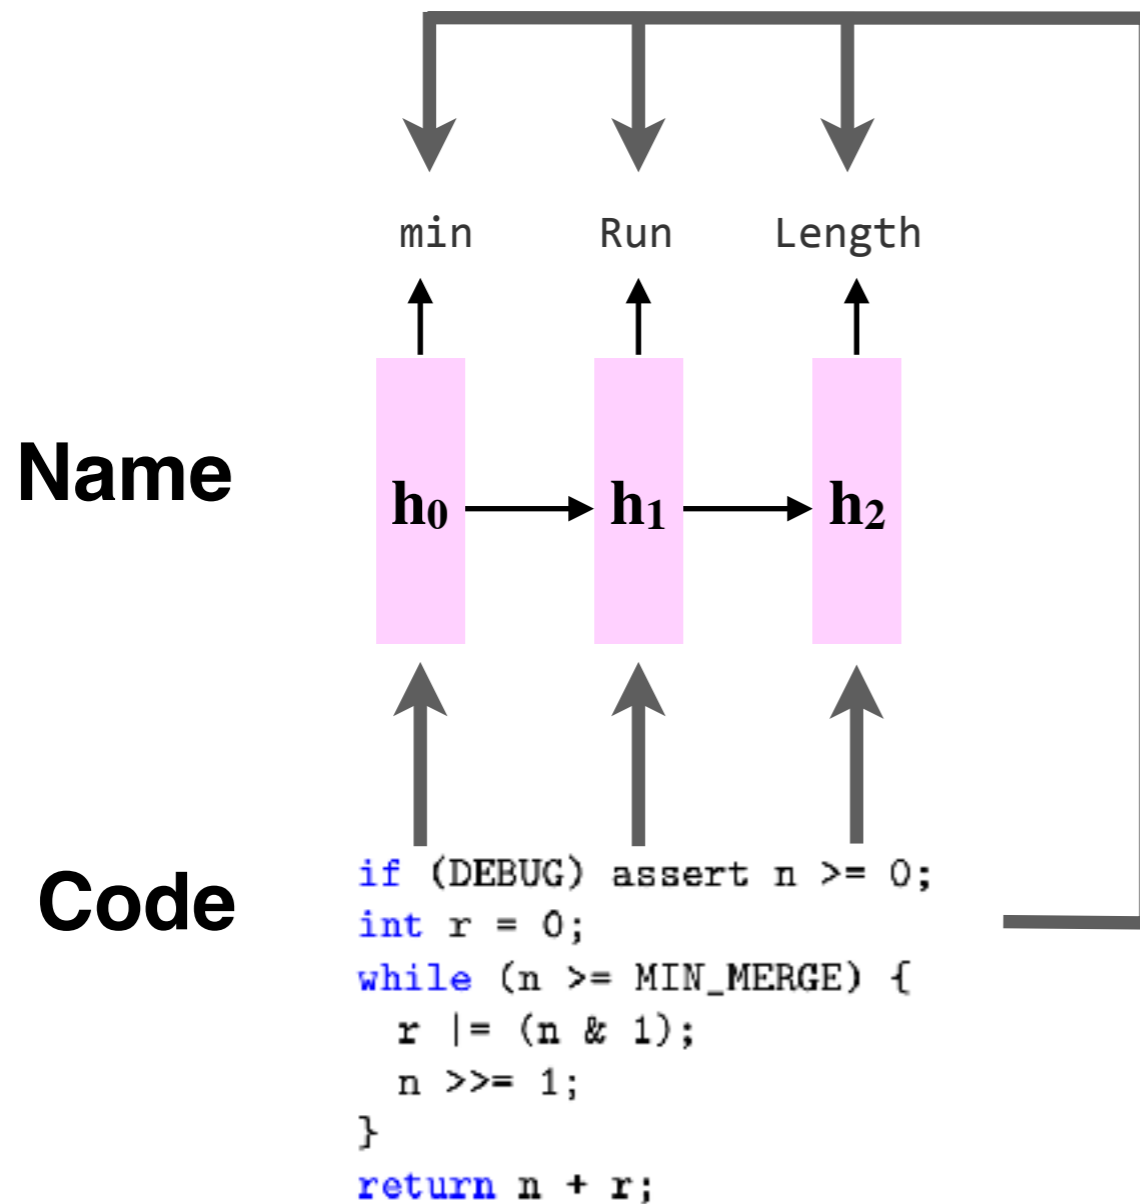 min Run Length
Name
h0 h1 h2
Code
if (DEBUG) assert n >= 0;
int r = 0;
while (n >= MIN_MERGE) {
  r |= (n & 1);
  n >>= 1;
}
return n + r;